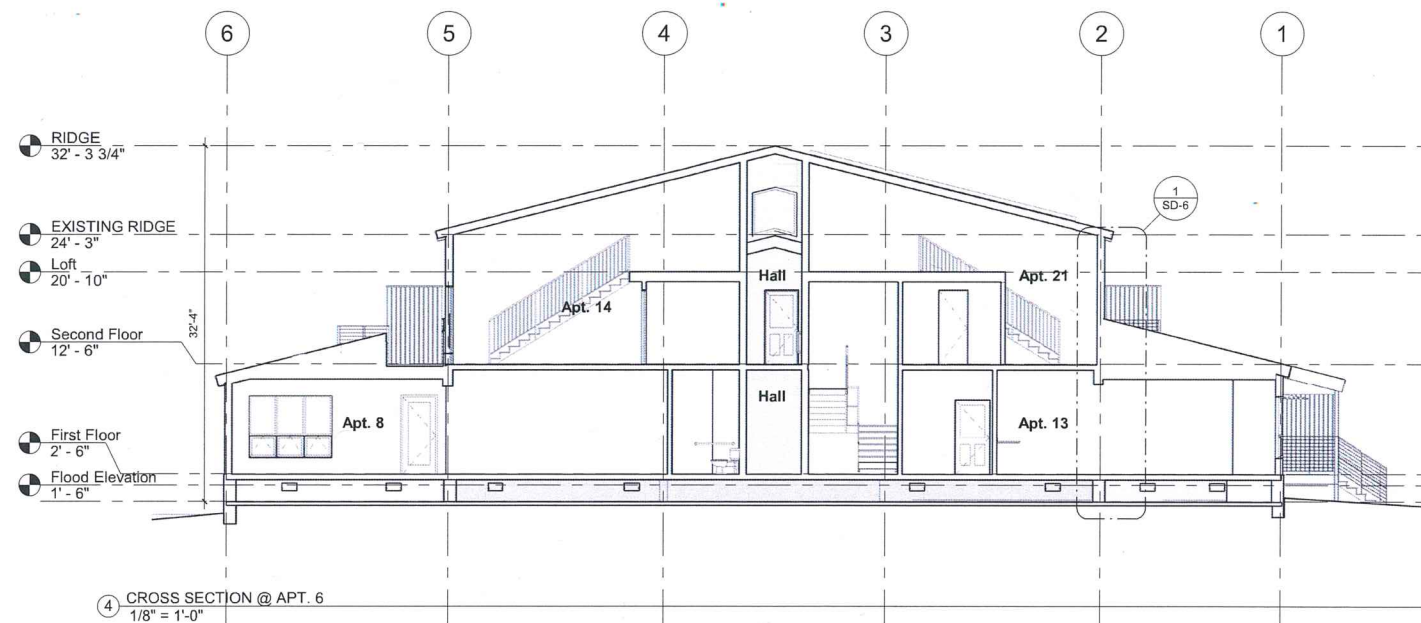 6 5 4 3 2 1
RIDGE
32' - 3 3/4"
1
SD-6
EXISTING RIDGE
24' - 3"
Loft
20' - 10"
Hall
Apt. 21
Apt. 14
32'-4"
Second Floor
12' - 6"
Hall
Apt. 8
Apt. 13
First Floor
2' - 6"
Flood Elevation
1' - 6"
4
CROSS SECTION @ APT. 6
1/8" = 1'-0"